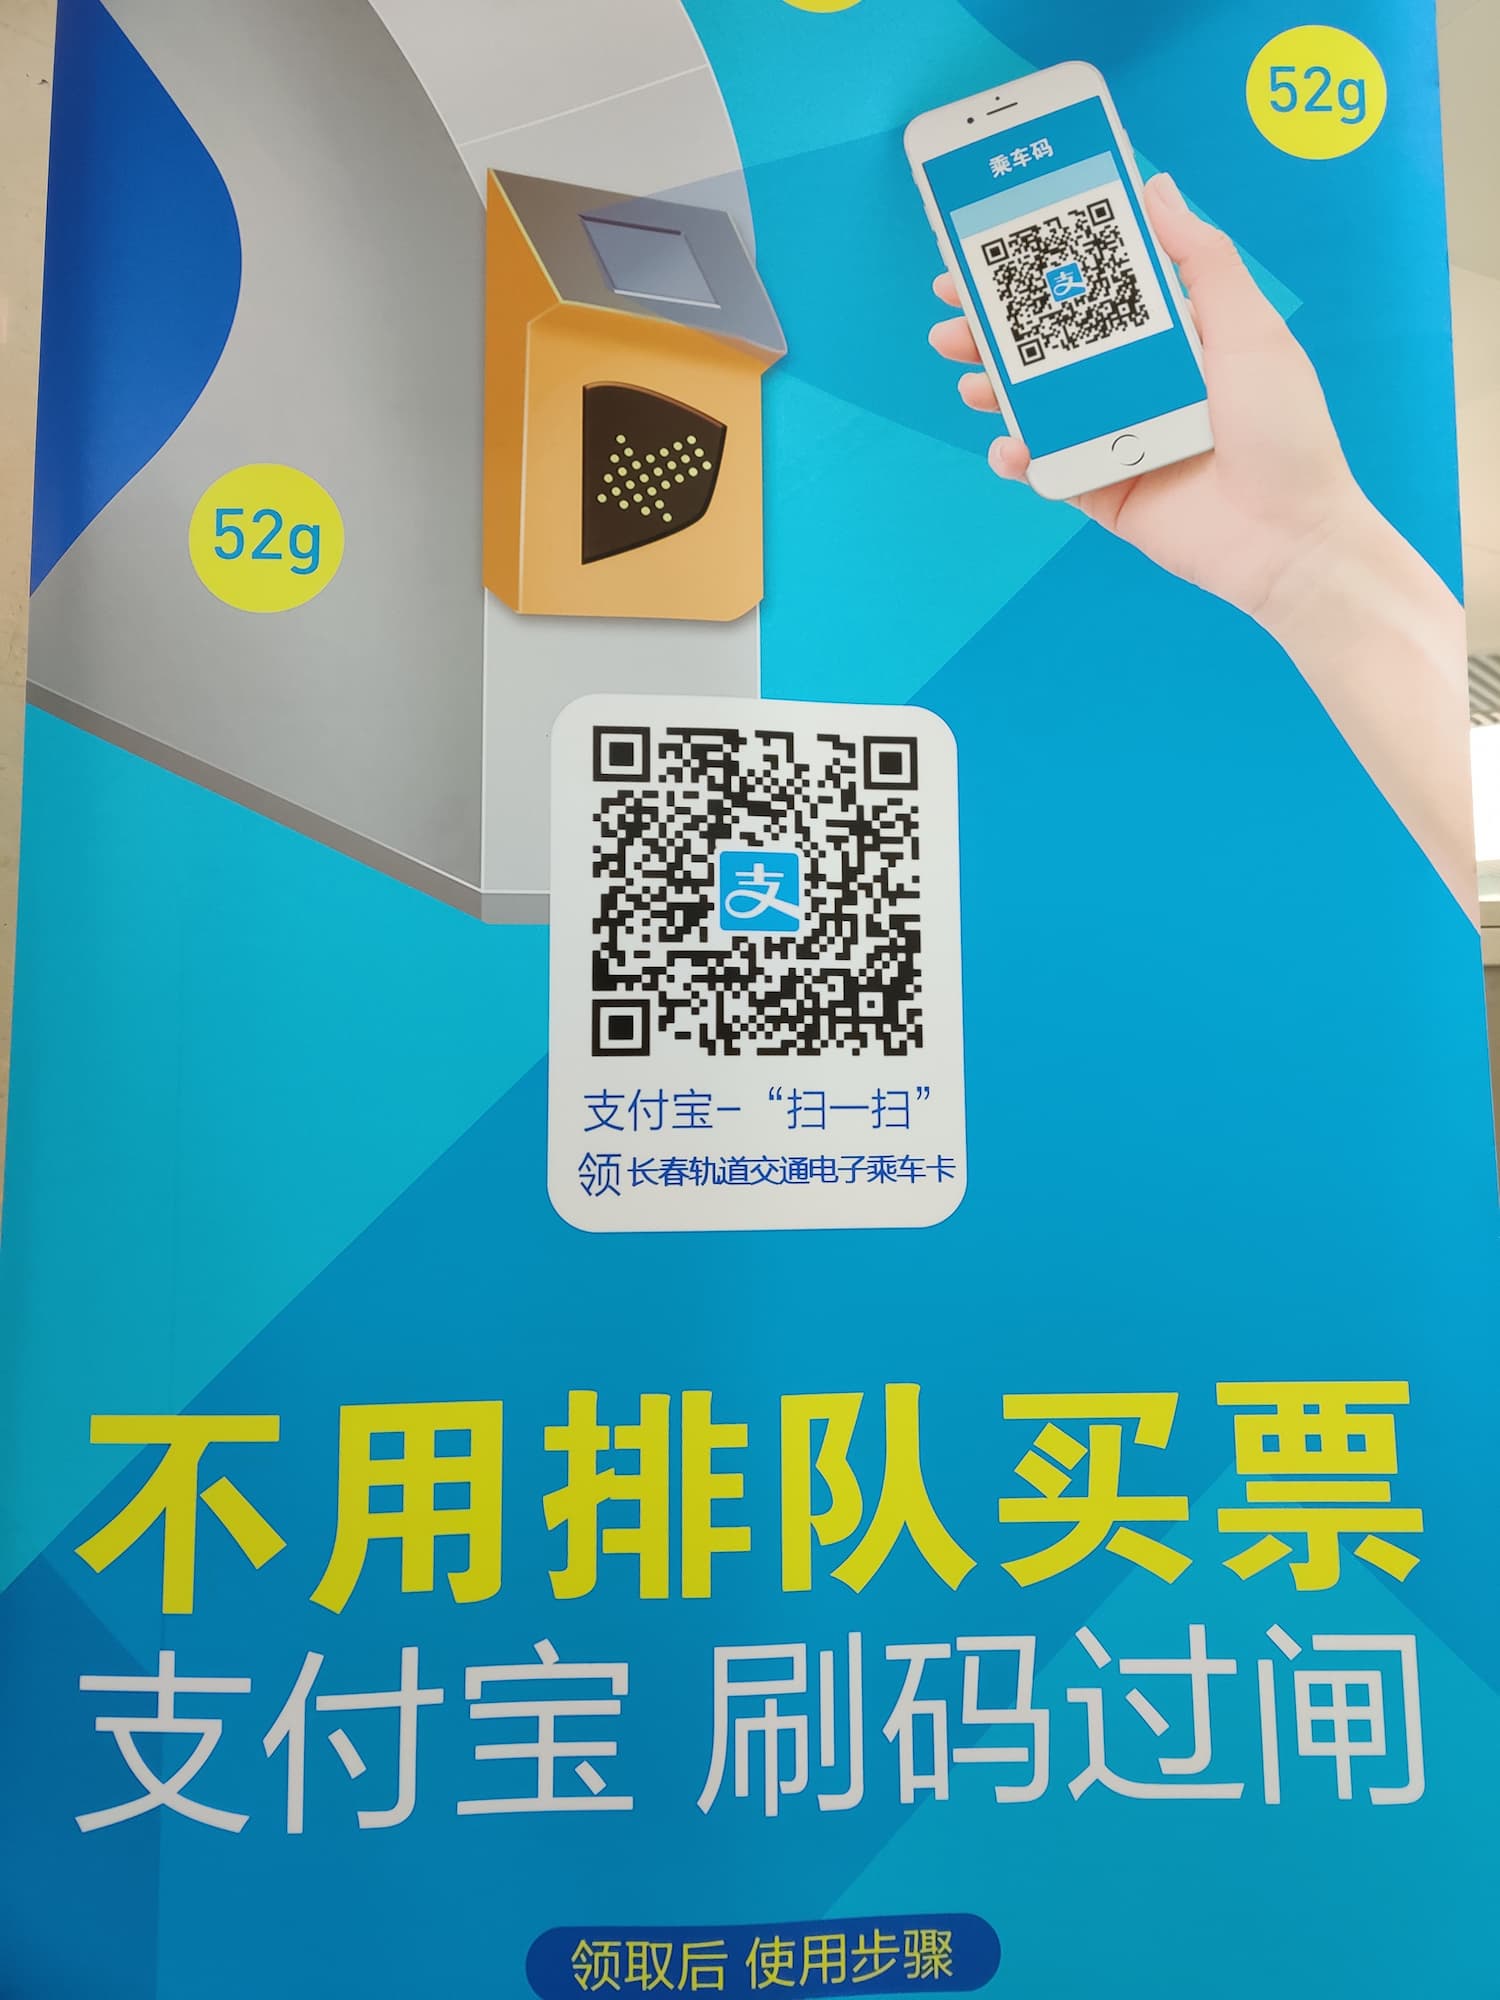 52g
乘车码
支
52g
支
支付宝-“扫一扫”
领长春轨道交通电子乘车卡
不用排队买票
支付宝 刷码过闸
领取后 使用步骤